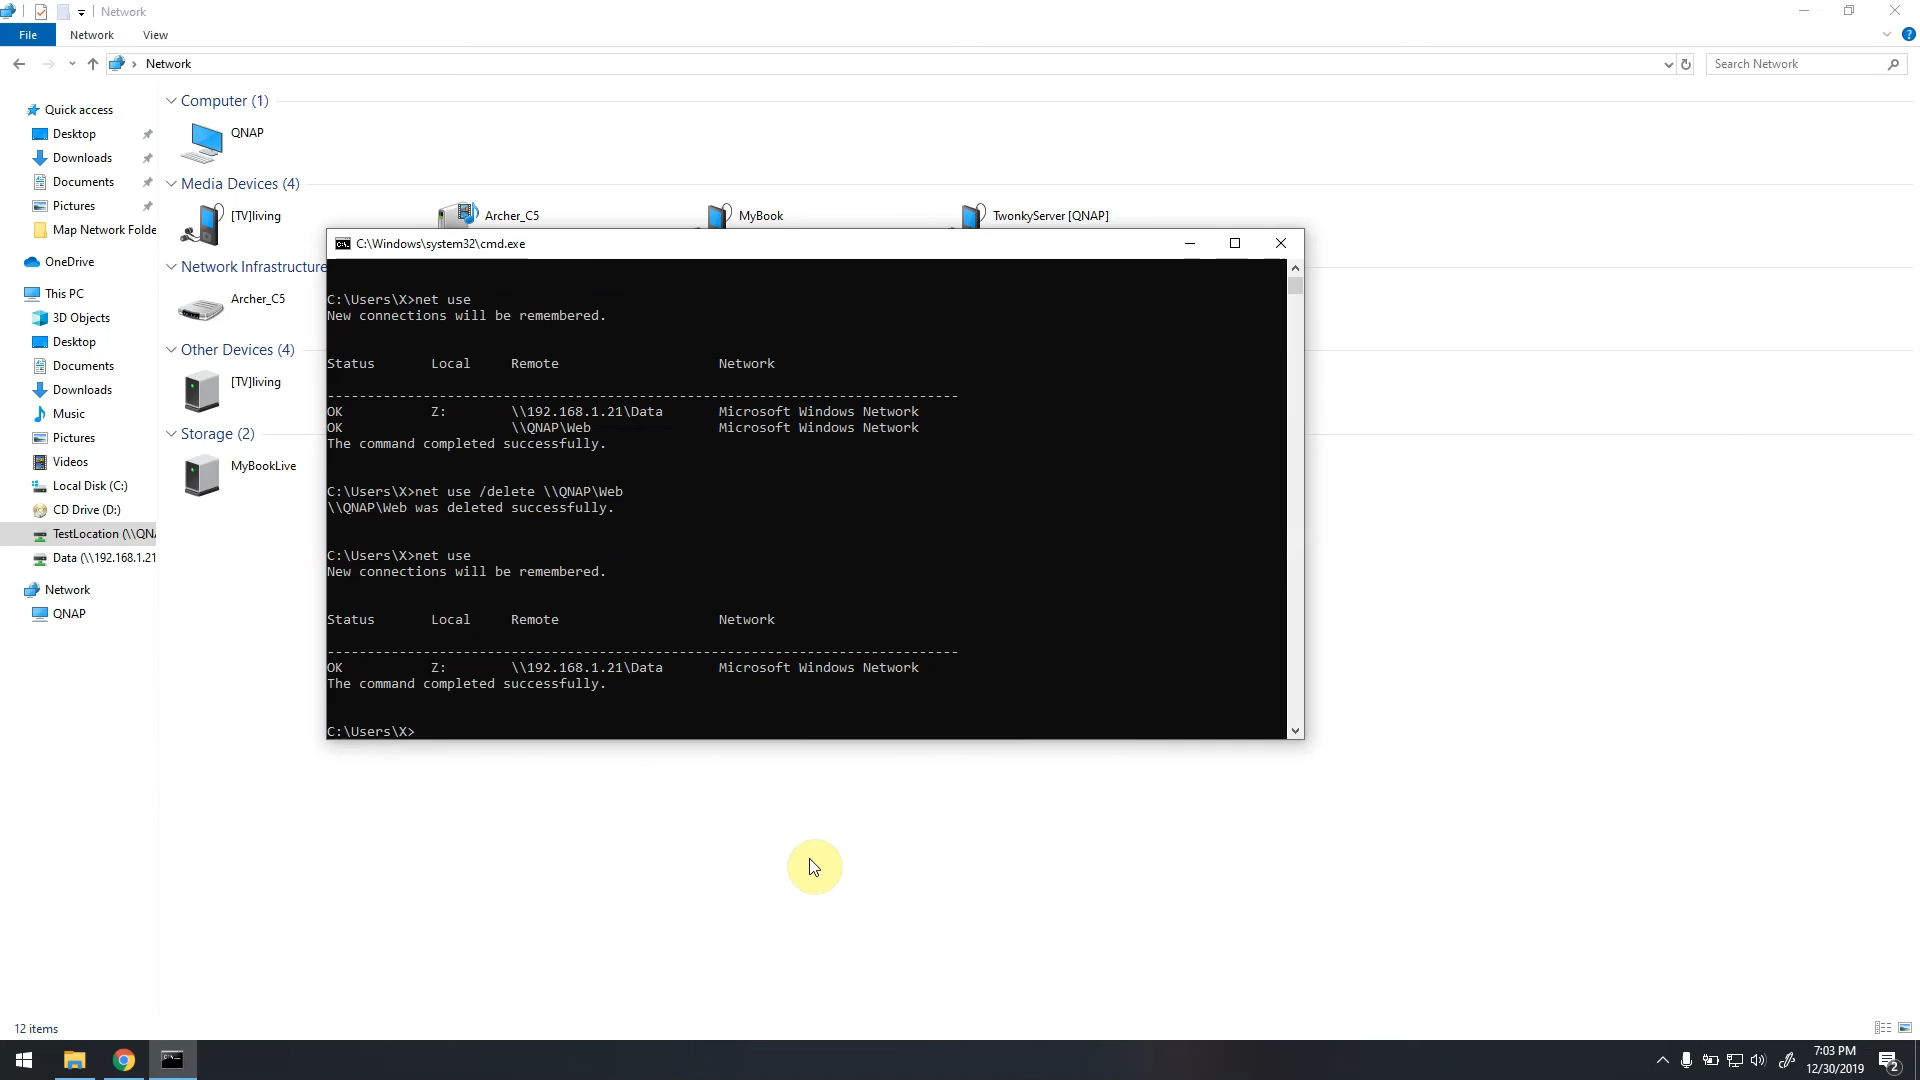 Network
File
Network
View
Network
Search Network
Quick access
Desktop
Downloads
Documents
Pictures
Map Network Folde
OneDrive
This PC
3D Objects
Desktop
Documents
Downloads
Music
Pictures
Videos
Local Disk (C:)
CD Drive (D:)
TestLocation (\\QNA
Data (\\192.168.1.21
Network
QNAP
Computer (1)
QNAP
Media Devices (4)
[TV]living
Archer_C5
MyBook
TwonkyServer [QNAP]
Network Infrastructure
Archer_C5
Other Devices (4)
[TV]living
Storage (2)
MyBookLive
C:\Windows\system32\cmd.exe
C:\Users\X>net use
New connections will be remembered.
Status Local Remote Network
-------------------------------------------------------------------------------
OK Z: \\192.168.1.21\Data Microsoft Windows Network
OK \\QNAP\Web Microsoft Windows Network
The command completed successfully.
C:\Users\X>net use /delete \\QNAP\Web
\\QNAP\Web was deleted successfully.
C:\Users\X>net use
New connections will be remembered.
Status Local Remote Network
-------------------------------------------------------------------------------
OK Z: \\192.168.1.21\Data Microsoft Windows Network
The command completed successfully.
C:\Users\X>
12 items
7:03 PM
12/30/2019
2